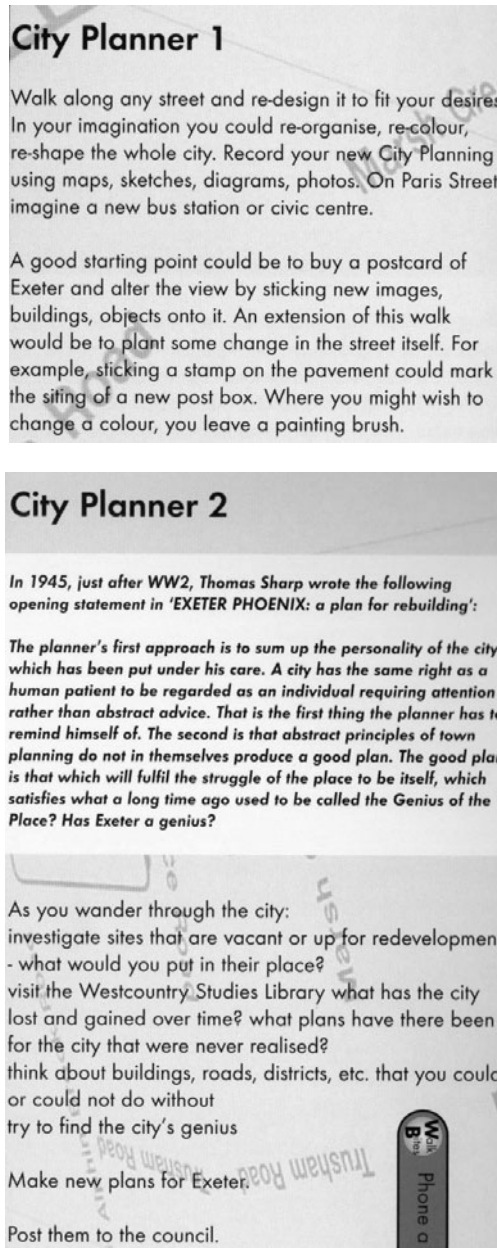 City Planner 1
Walk along any street and re-design it to fit your desires
In your imagination you could re-organise, re-colour,
re-shape the whole city. Record your new City Planning
using maps, sketches, diagrams, photos. On Paris Street
imagine a new bus station or civic centre.
A good starting point could be to buy a postcard of
Exeter and alter the view by sticking new images,
buildings, objects onto it. An extension of this walk
would be to plant some change in the street itself. For
example, sticking a stamp on the pavement could mark
the siting of a new post box. Where you might wish to
change a colour, you leave a painting brush.
Marsh Gre
Road
City Planner 2
In 1945, just after WW2, Thomas Sharp wrote the following
opening statement in ‘EXETER PHOENIX: a plan for rebuilding’:
The planner’s first approach is to sum up the personality of the city
which has been put under his care. A city has the same right as a
human patient to be regarded as an individual requiring attention
rather than abstract advice. That is the first thing the planner has t
remind himself of. The second is that abstract principles of town
planning do not in themselves produce a good plan. The good pla
is that which will fulfil the struggle of the place to be itself, which
satisfies what a long time ago used to be called the Genius of the
Place? Has Exeter a genius?
As you wander through the city:
investigate sites that are vacant or up for redevelopmen
- what would you put in their place?
visit the Westcountry Studies Library what has the city
lost and gained over time? what plans have there been
for the city that were never realised?
think about buildings, roads, districts, etc. that you could
or could not do without
try to find the city’s genius
Make new plans for Exeter.
Post them to the council.
Marsh
Road
Trusham Road
Trusham Road
Walk
Bites
Phone a